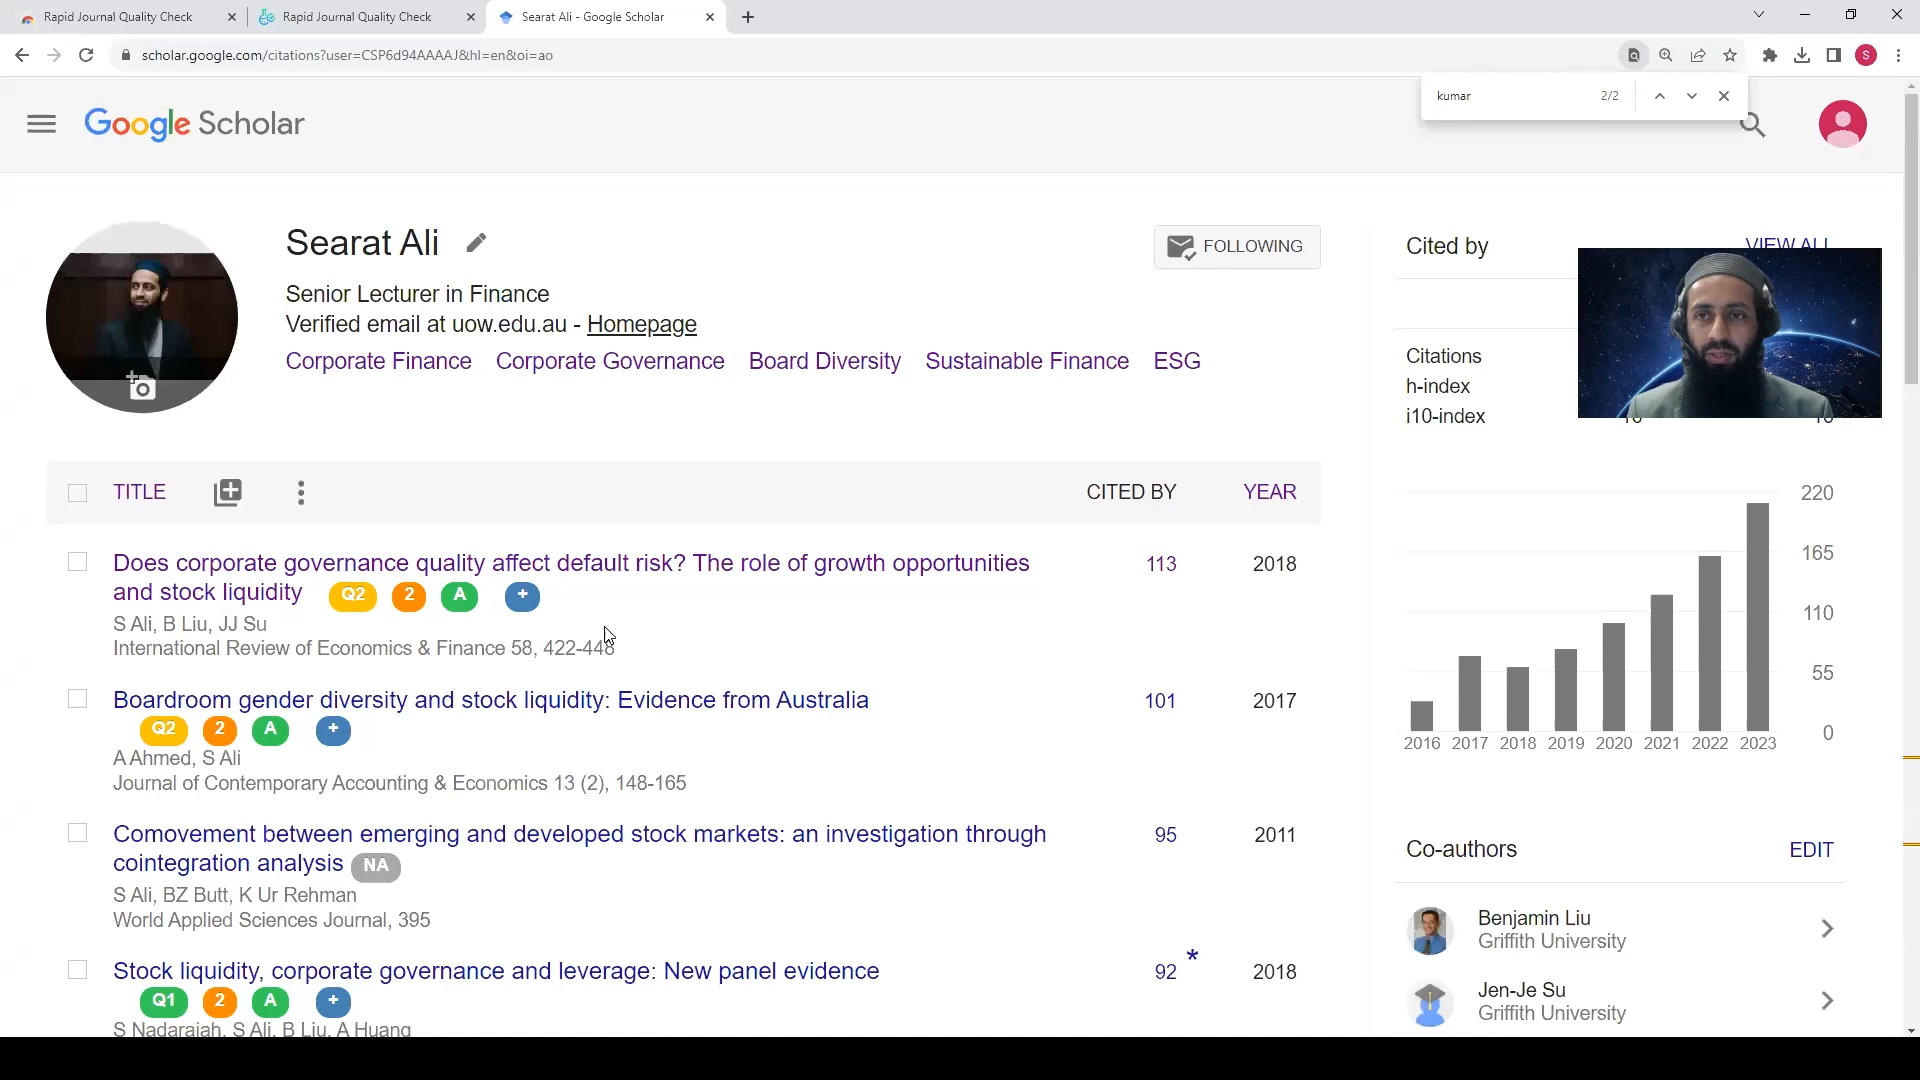 Rapid Journal Quality Check
Rapid Journal Quality Check
Searat Ali - Google Scholar
scholar.google.com/citations?user=CSP6d94AAAAJ&hl=en&oi=ao
S
kumar 2/2
Google Scholar
Searat Ali
FOLLOWING
Senior Lecturer in Finance
Verified email at uow.edu.au - Homepage
Corporate Finance Corporate Governance Board Diversity Sustainable Finance ESG
TITLE CITED BY YEAR
Does corporate governance quality affect default risk? The role of growth opportunities 113 2018
and stock liquidity Q2 2 A +
S Ali, B Liu, JJ Su
International Review of Economics & Finance 58, 422-448
Boardroom gender diversity and stock liquidity: Evidence from Australia 101 2017
Q2 2 A +
A Ahmed, S Ali
Journal of Contemporary Accounting & Economics 13 (2), 148-165
Comovement between emerging and developed stock markets: an investigation through 95 2011
cointegration analysis NA
S Ali, BZ Butt, K Ur Rehman
World Applied Sciences Journal, 395
Stock liquidity, corporate governance and leverage: New panel evidence 92 * 2018
Q1 2 A +
S Nadarajah, S Ali, B Liu, A Huang
Cited by VIEW ALL
Citations
h-index
i10-index
220
165
110
55
0
2016 2017 2018 2019 2020 2021 2022 2023
Co-authors EDIT
Benjamin Liu
Griffith University
Jen-Je Su
Griffith University